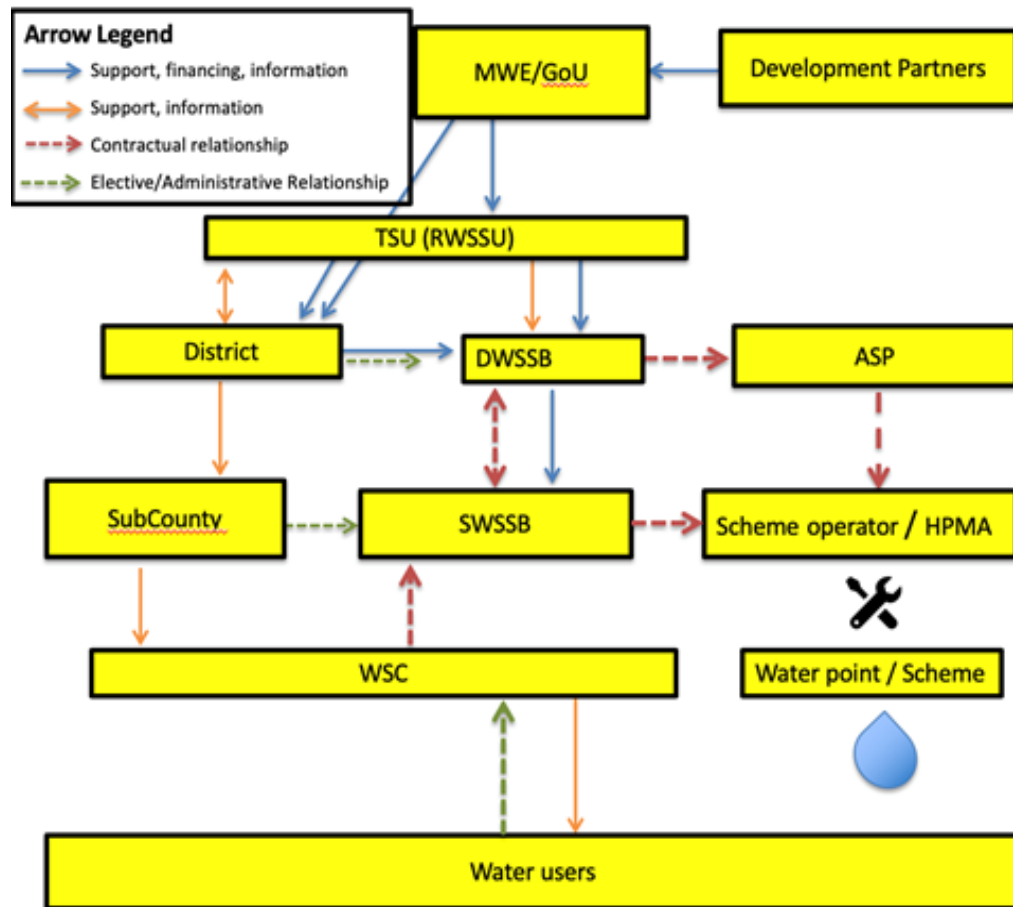 Arrow Legend
Support, financing, information
Support, information
Contractual relationship
Elective/Administrative Relationship
MWE/GoU
Development Partners
TSU (RWSSU)
District
DWSSB
ASP
SubCounty
SWSSB
Scheme operator / HPMA
WSC
Water point / Scheme
Water users